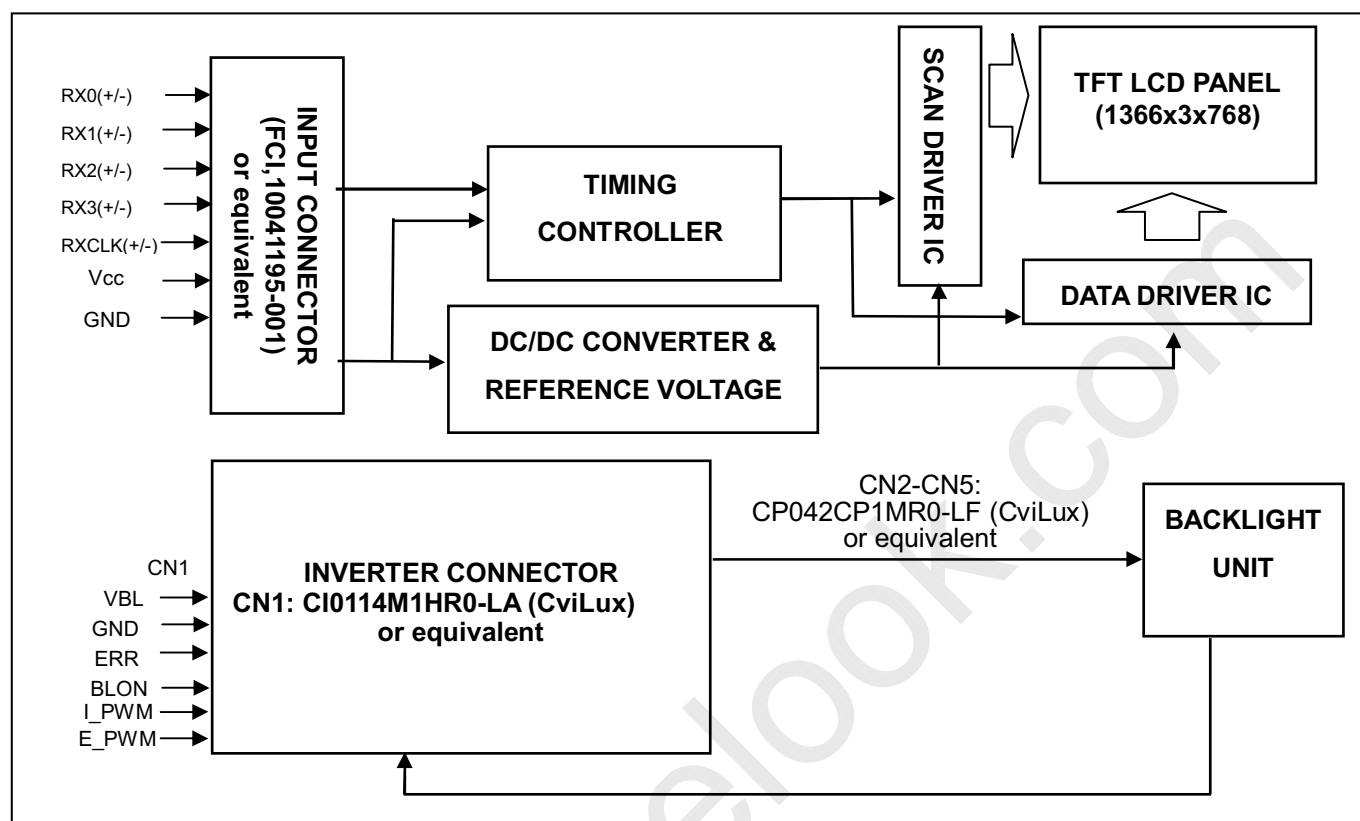 RX0(+/-)
RX1(+/-)
RX2(+/-)
RX3(+/-)
RXCLK(+/-)
Vcc
GND
INPUT CONNECTOR
(FCI,10041195-001)
or equivalent
TIMING
CONTROLLER
DC/DC CONVERTER &
REFERENCE VOLTAGE
SCAN DRIVER IC
TFT LCD PANEL
(1366x3x768)
DATA DRIVER IC
CN1
VBL
GND
ERR
BLON
I_PWM
E_PWM
INVERTER CONNECTOR
CN1: CI0114M1HR0-LA (CviLux)
or equivalent
CN2-CN5:
CP042CP1MR0-LF (CviLux)
or equivalent
BACKLIGHT
UNIT
elook.com